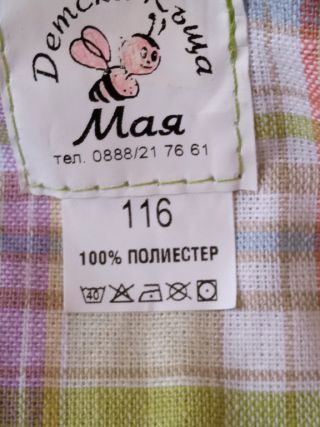 Детска Къща
Мая
тел. 0888/21 76 61
116
100% ПОЛИЕСТЕР
40